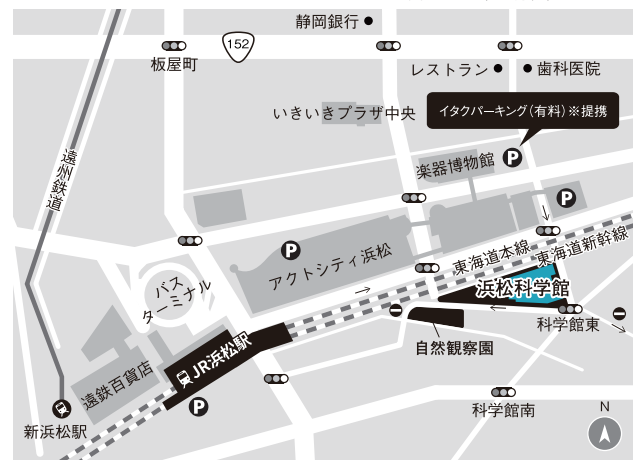 静岡銀行
152
板屋町
レストラン
歯科医院
いきいきプラザ中央
イタクパーキング(有料)※提携
楽器博物館
P
P
遠州鉄道
P
アクトシティ浜松
東海道本線
東海道新幹線
バス
ターミナル
浜松科学館
科学館東
自然観察園
JR浜松駅
遠鉄百貨店
P
新浜松駅
科学館南
N